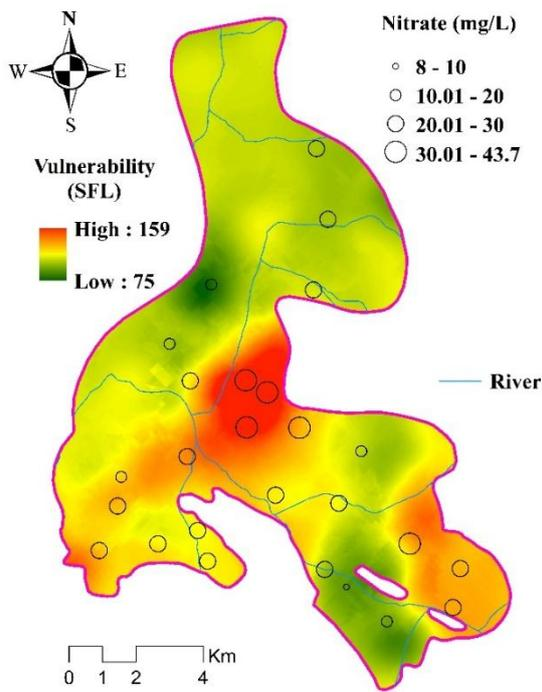 N
W E
S
Nitrate (mg/L)
8 - 10
10.01 - 20
20.01 - 30
30.01 - 43.7
Vulnerability
(SFL)
High : 159
Low : 75
River
Km
0 1 2 4